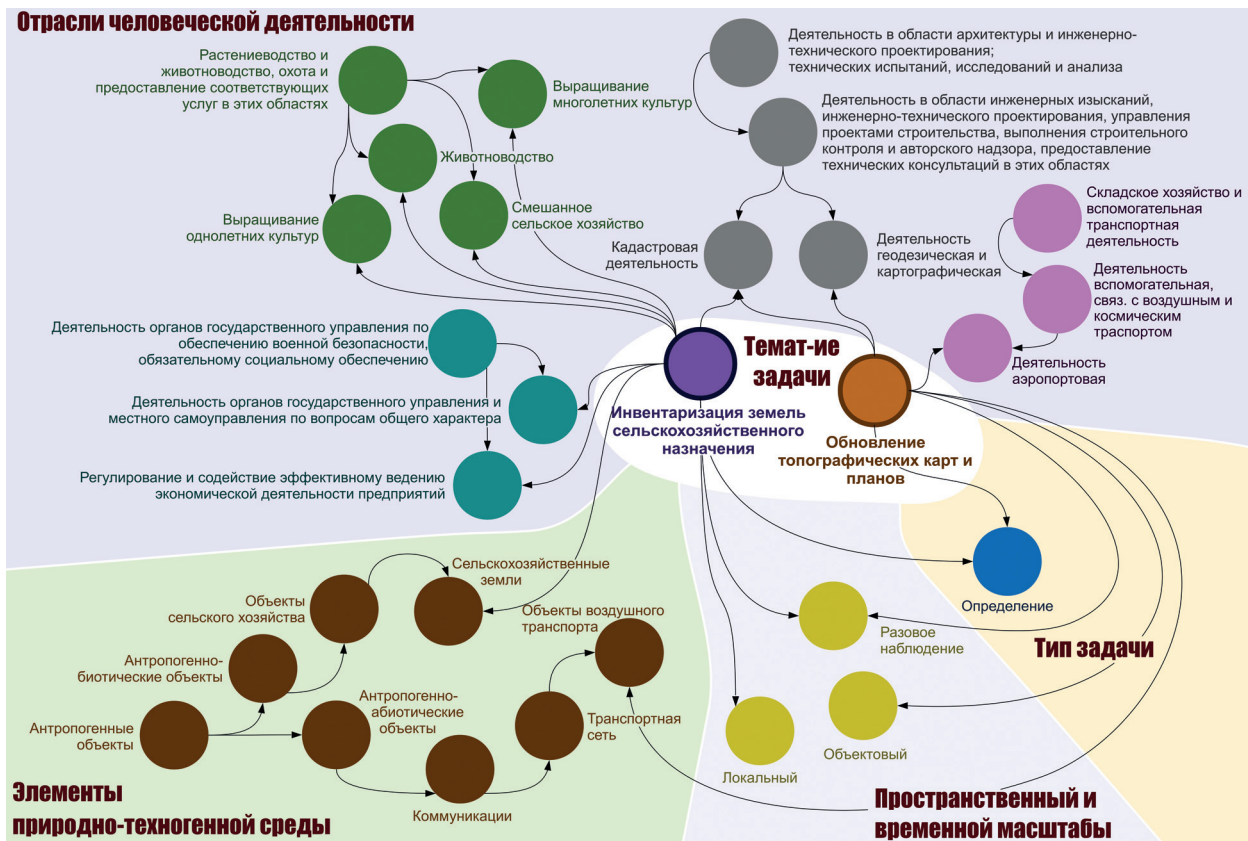 Отрасли человеческой деятельности
Растениеводство и
животноводство, охота и
предоставление соответствующих
услуг в этих областях
Выращивание
многолетних культур
Животноводство
Смешанное
сельское хозяйство
Выращивание
однолетних культур
Деятельность в области архитектуры и инженерно-
технического проектирования;
технических испытаний, исследований и анализа
Деятельность в области инженерных изысканий,
инженерно-технического проектирования, управления
проектами строительства, выполнения строительного
контроля и авторского надзора, предоставление
технических консультаций в этих областях
Кадастровая
деятельность
Деятельность
геодезическая и
картографическая
Складское хозяйство и
вспомогательная
транспортная
деятельность
Деятельность
вспомогательная,
связ. с воздушным и
космическим
траспортом
Деятельность
аэропортовая
Деятельность органов государственного управления по
обеспечению военной безопасности,
обязательному социальному обеспечению
Деятельность органов государственного управления и
местного самоуправления по вопросам общего характера
Регулирование и содействие эффективному ведению
экономической деятельности предприятий
Темат-ие
задачи
Инвентаризация земель
сельскохозяйственного
назначения
Обновление
топографических карт и
планов
Сельскохозяйственные
земли
Объекты
сельского хозяйства
Объекты воздушного
транспорта
Антропогенно-
биотические объекты
Антропогенно-
абиотические
объекты
Антропогенные
объекты
Транспортная
сеть
Коммуникации
Элементы
природно-техногенной среды
Определение
Разовое
наблюдение
Тип задачи
Локальный
Объектовый
Пространственный и
временной масштабы